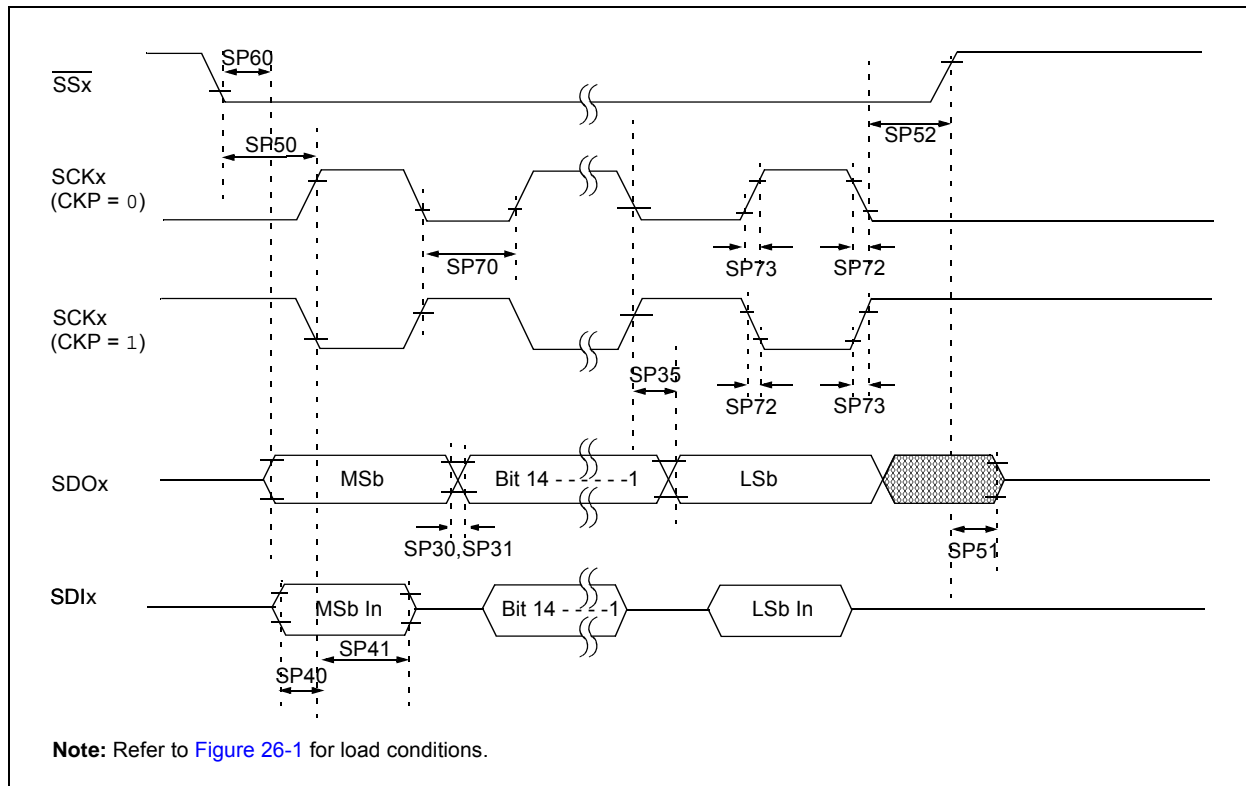 SP60
SSx
SP52
SP50
SCKx
(CKP = 0)
SP70
SP73
SP72
SCKx
(CKP = 1)
SP35
SP72
SP73
SDOx
MSb
Bit 14 - - - - - -1
LSb
SP30,SP31
SP51
SDIx
MSb In
Bit 14 - - - -1
LSb In
SP41
SP40
Note: Refer to Figure 26-1 for load conditions.